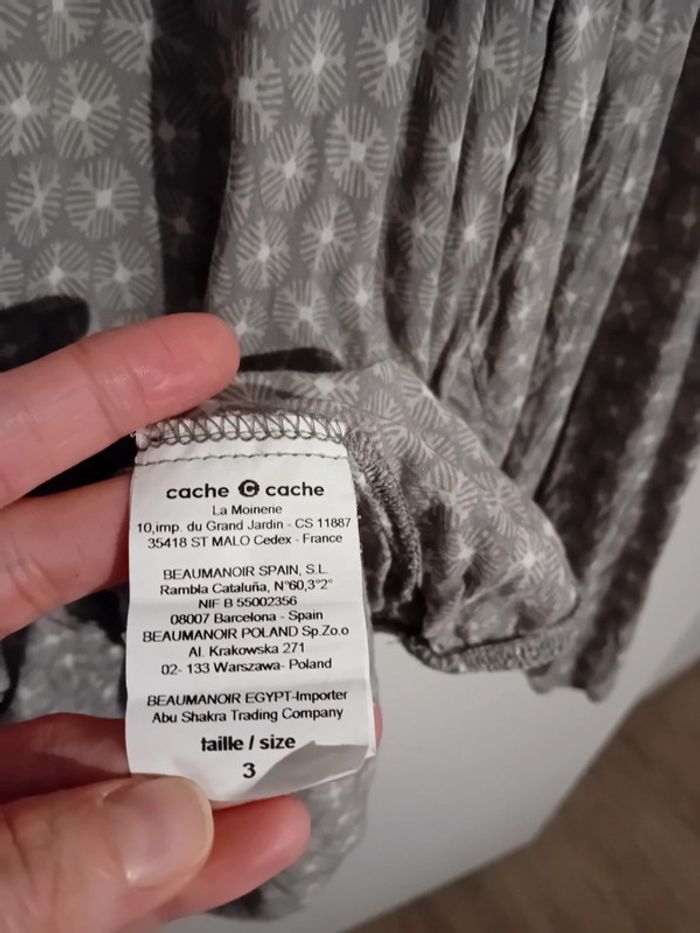 cache C cache
La Moinerie
10,imp. du Grand Jardin - CS 11887
35418 ST MALO Cedex - France
BEAUMANOIR SPAIN, S.L.
Rambla Cataluña, N°60,3°2°
NIF B 55002356
08007 Barcelona - Spain
BEAUMANOIR POLAND Sp.Zo.o
Al. Krakowska 271
02- 133 Warszawa- Poland
BEAUMANOIR EGYPT-Importer
Abu Shakra Trading Company
taille / size
3